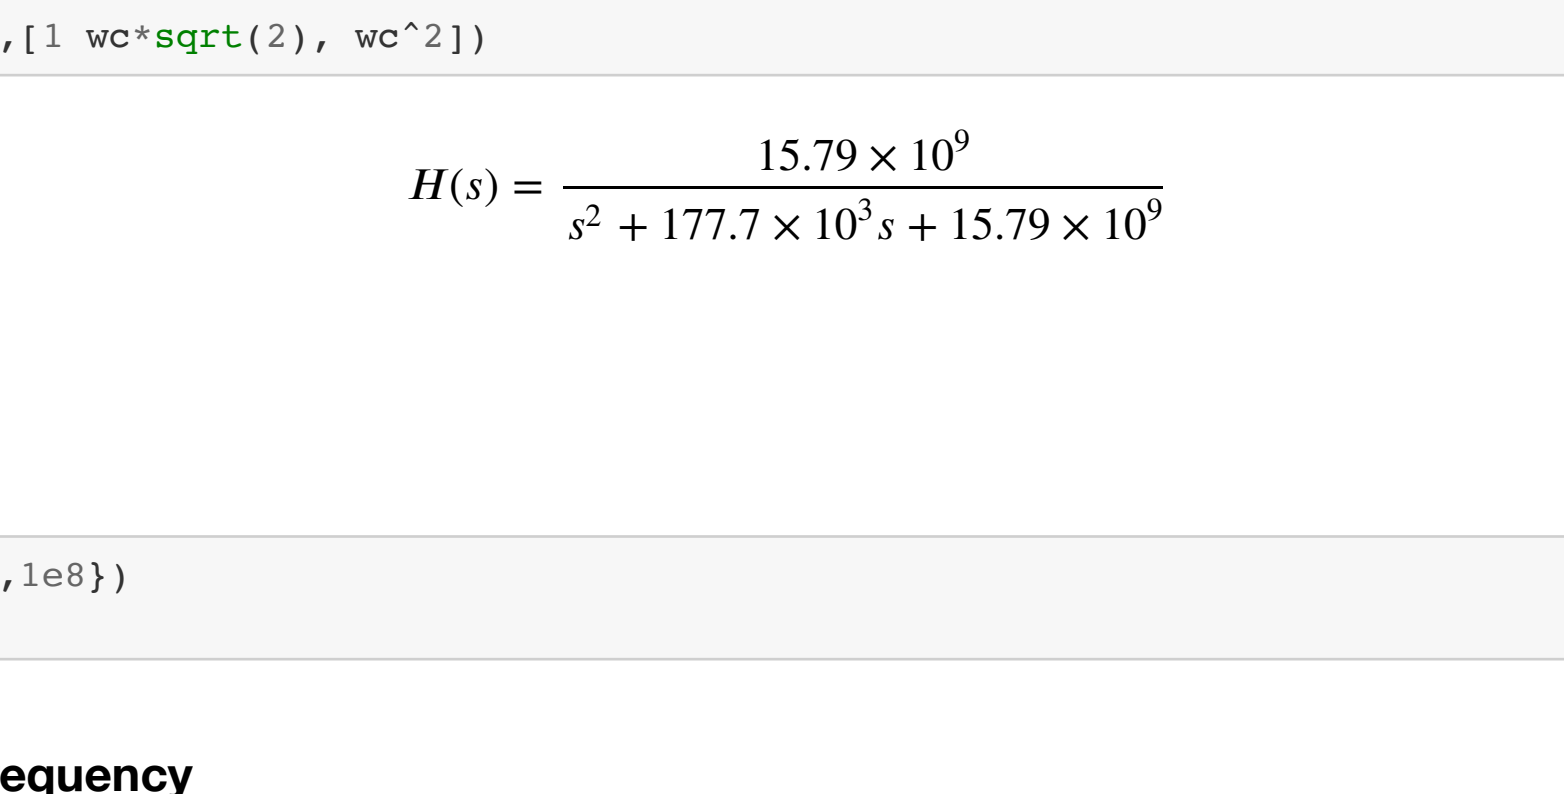 ,[1 wc*sqrt(2), wc^2])
H(s) = \frac{15.79 × 10^9}{s^2 + 177.7 × 10^3 s + 15.79 × 10^9}
,1e8})
equency